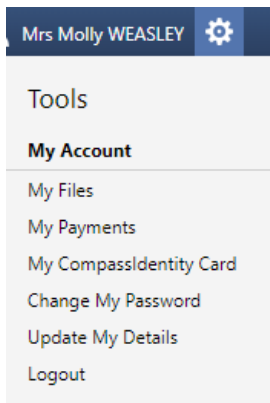 Mrs Molly WEASLEY
Tools
My Account
My Files
My Payments
My CompassIdentity Card
Change My Password
Update My Details
Logout